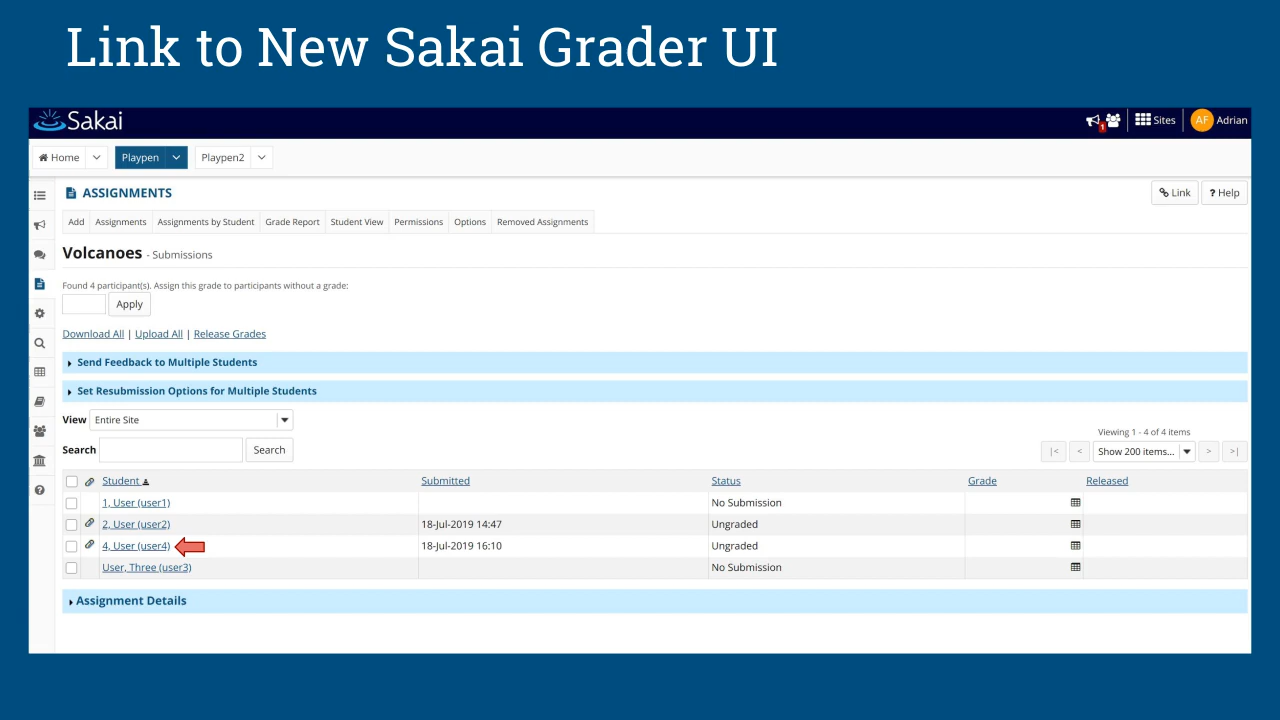 Link to New Sakai Grader UI
Sakai
1
Sites
AF Adrian
Home
Playpen
Playpen2
ASSIGNMENTS
Link
? Help
Add Assignments Assignments by Student Grade Report Student View Permissions Options Removed Assignments
Volcanoes - Submissions
Found 4 participant(s). Assign this grade to participants without a grade:
Apply
Download All | Upload All | Release Grades
Send Feedback to Multiple Students
Set Resubmission Options for Multiple Students
View Entire Site
Viewing 1 - 4 of 4 items
Search Search
|< < Show 200 items... > >|
Student Submitted Status Grade Released
1, User (user1) No Submission
2, User (user2) 18-Jul-2019 14:47 Ungraded
4, User (user4) 18-Jul-2019 16:10 Ungraded
User, Three (user3) No Submission
Assignment Details